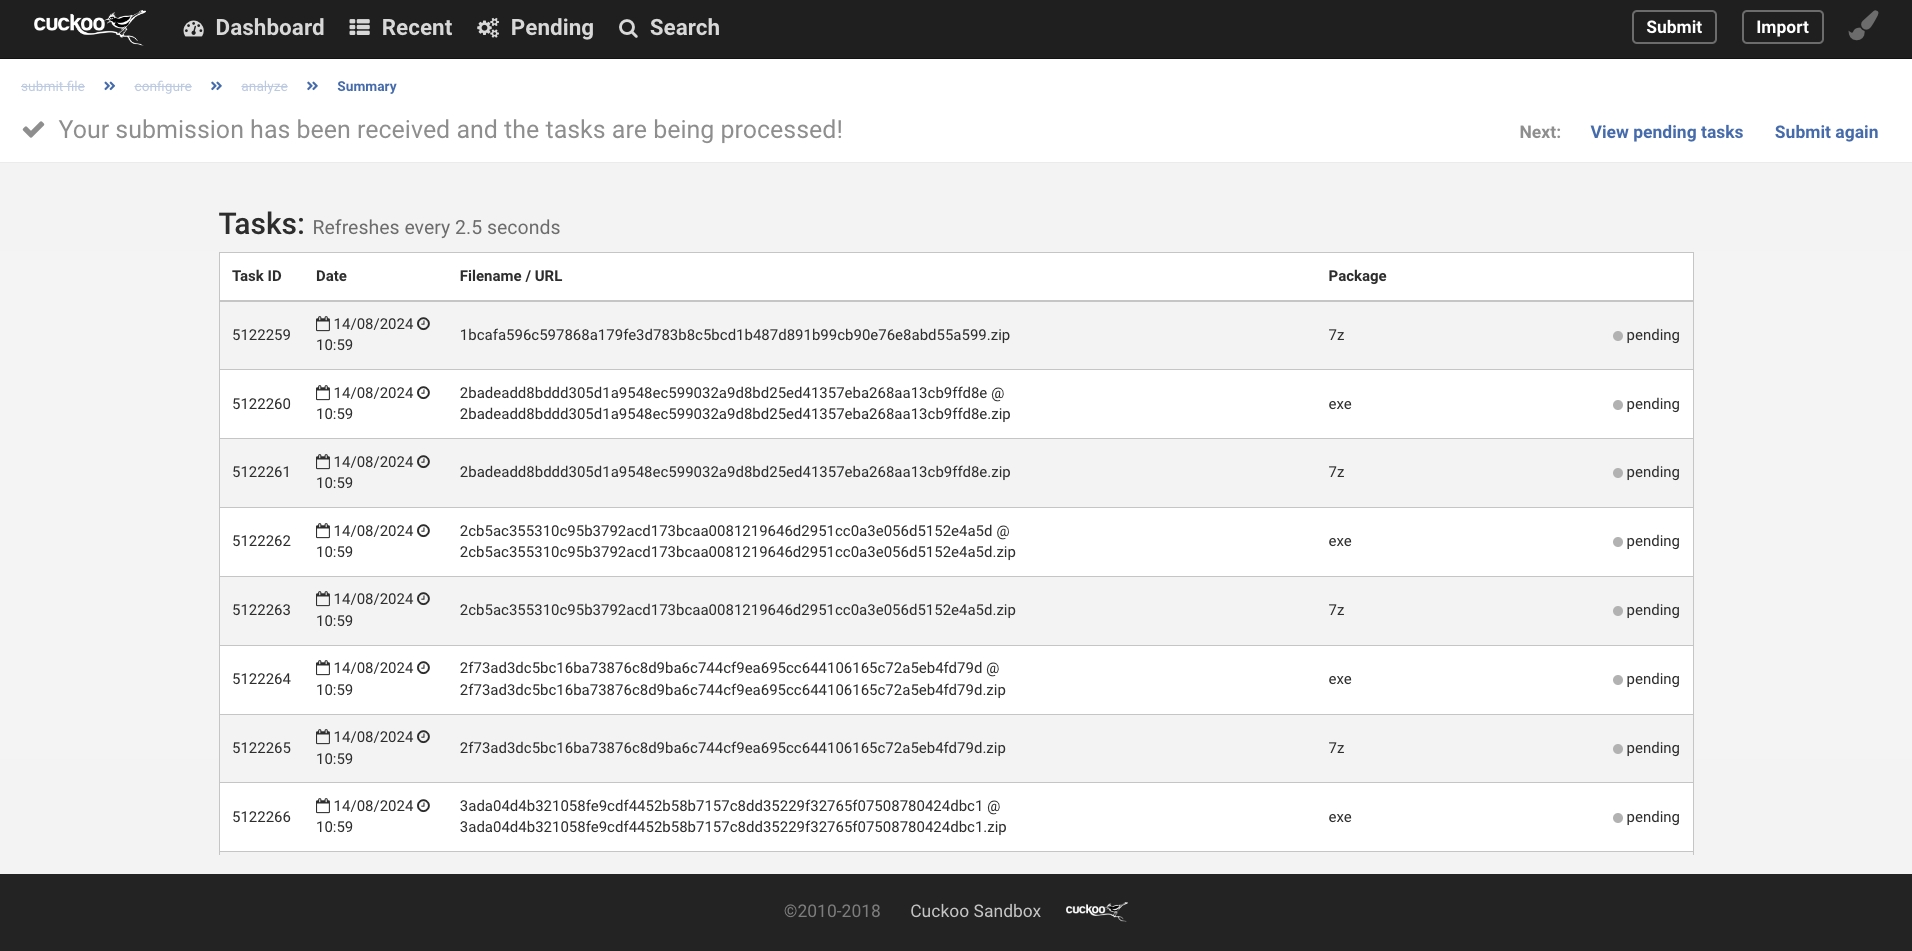 cuckoo Dashboard Recent Pending Search Submit Import
submit file » configure » analyze » Summary
Your submission has been received and the tasks are being processed!
Next: View pending tasks Submit again
Tasks: Refreshes every 2.5 seconds
Task ID Date Filename / URL Package
5122259 14/08/2024 10:59 1bcafa596c597868a179fe3d783b8c5bcd1b487d891b99cb90e76e8abd55a599.zip 7z pending
5122260 14/08/2024 10:59 2badeadd8bddd305d1a9548ec599032a9d8bd25ed41357eba268aa13cb9ffd8e @
2badeadd8bddd305d1a9548ec599032a9d8bd25ed41357eba268aa13cb9ffd8e.zip exe pending
5122261 14/08/2024 10:59 2badeadd8bddd305d1a9548ec599032a9d8bd25ed41357eba268aa13cb9ffd8e.zip 7z pending
5122262 14/08/2024 10:59 2cb5ac355310c95b3792acd173bcaa0081219646d2951cc0a3e056d5152e4a5d @
2cb5ac355310c95b3792acd173bcaa0081219646d2951cc0a3e056d5152e4a5d.zip exe pending
5122263 14/08/2024 10:59 2cb5ac355310c95b3792acd173bcaa0081219646d2951cc0a3e056d5152e4a5d.zip 7z pending
5122264 14/08/2024 10:59 2f73ad3dc5bc16ba73876c8d9ba6c744cf9ea695cc644106165c72a5eb4fd79d @
2f73ad3dc5bc16ba73876c8d9ba6c744cf9ea695cc644106165c72a5eb4fd79d.zip exe pending
5122265 14/08/2024 10:59 2f73ad3dc5bc16ba73876c8d9ba6c744cf9ea695cc644106165c72a5eb4fd79d.zip 7z pending
5122266 14/08/2024 10:59 3ada04d4b321058fe9cdf4452b58b7157c8dd35229f32765f07508780424dbc1 @
3ada04d4b321058fe9cdf4452b58b7157c8dd35229f32765f07508780424dbc1.zip exe pending
©2010-2018 Cuckoo Sandbox cuckoo